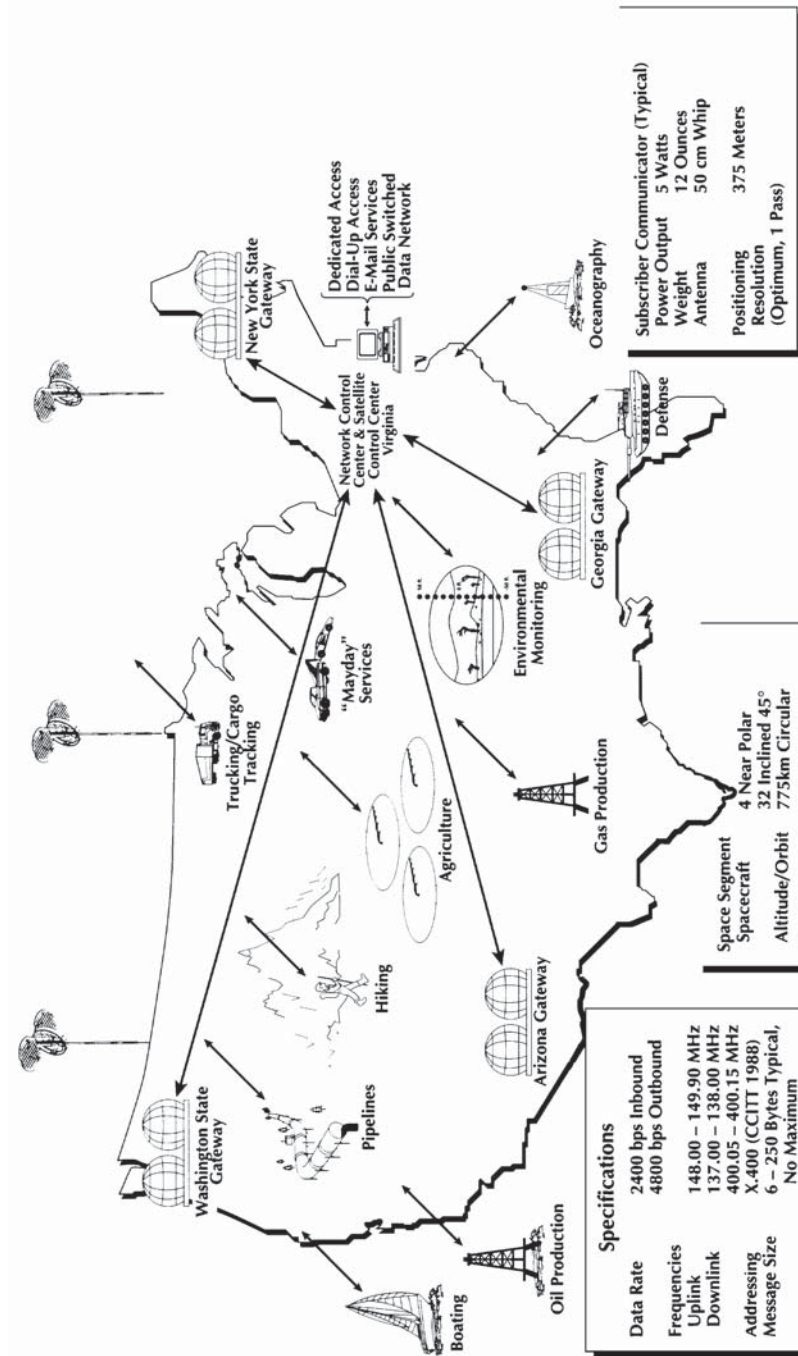 Washington State
Gateway
Trucking/Cargo
Tracking
New York State
Gateway
Boating
Pipelines
Hiking
"Mayday"
Services
Network Control
Center & Satellite
Control Center
Virginia
Dedicated Access
Dial-Up Access
E-Mail Services
Public Switched
Data Network
Oil Production
Agriculture
Environmental
Monitoring
Oceanography
Arizona Gateway
Gas Production
Georgia Gateway
Defense
Specifications
Data Rate 2400 bps Inbound
4800 bps Outbound
Frequencies
Uplink 148.00 – 149.90 MHz
Downlink 137.00 – 138.00 MHz
400.05 – 400.15 MHz
Addressing X.400 (CCITT 1988)
Message Size 6 – 250 Bytes Typical,
No Maximum
Space Segment
Spacecraft 4 Near Polar
32 Inclined 45°
Altitude/Orbit 775km Circular
Subscriber Communicator (Typical)
Power Output 5 Watts
Weight 12 Ounces
Antenna 50 cm Whip
Positioning 375 Meters
Resolution
(Optimum, 1 Pass)